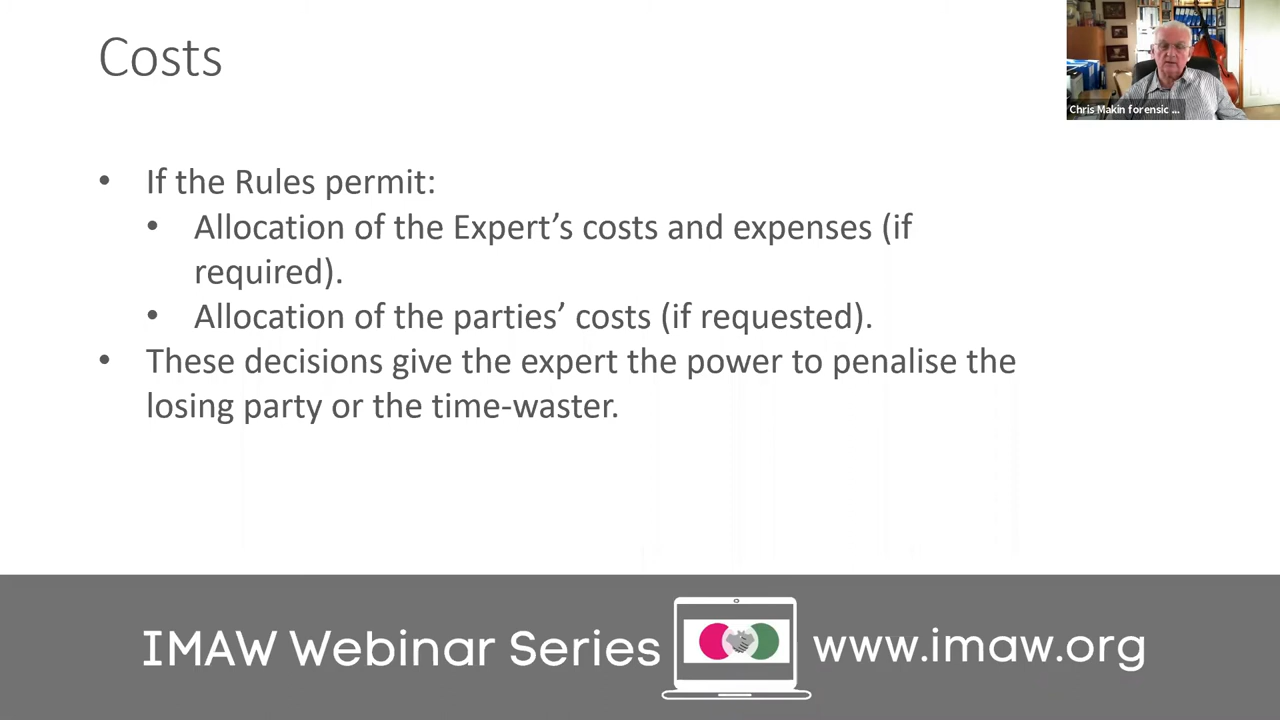 Costs
Chris Makin forensic ...
• If the Rules permit:
• Allocation of the Expert’s costs and expenses (if
required).
• Allocation of the parties’ costs (if requested).
• These decisions give the expert the power to penalise the
losing party or the time-waster.
IMAW Webinar Series www.imaw.org